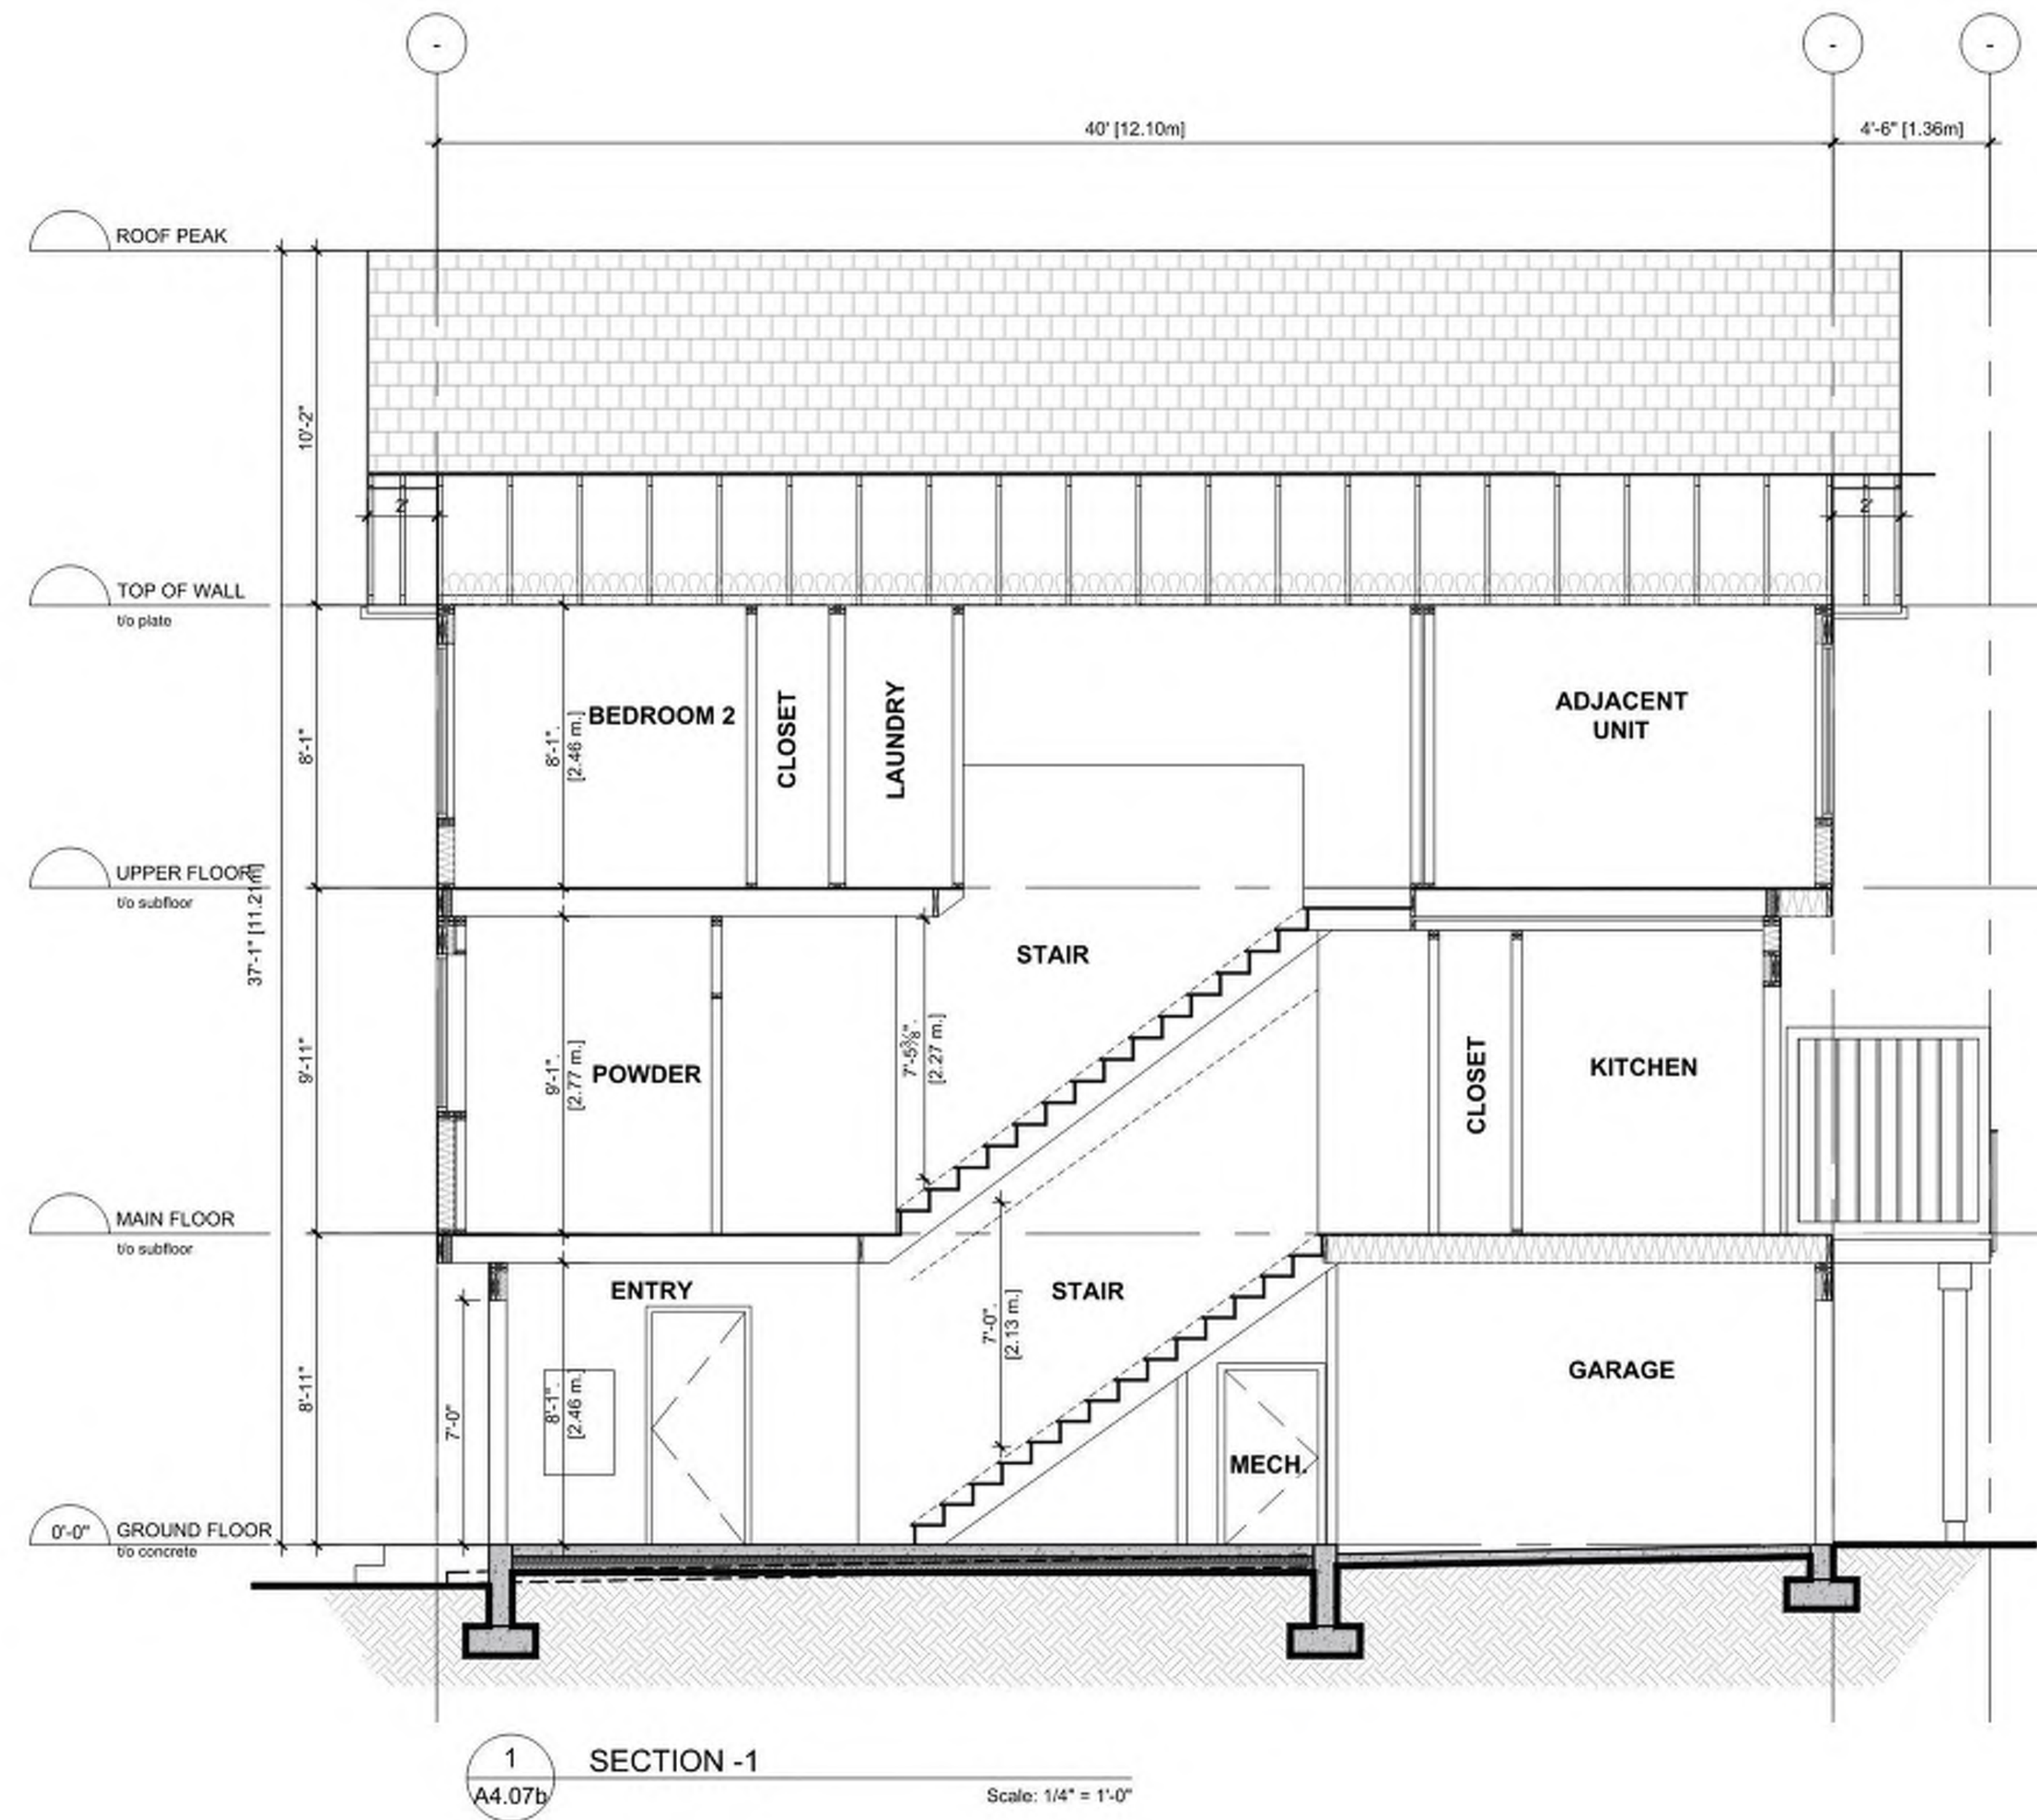 -
-
-
40' [12.10m]
4'-6" [1.36m]
ROOF PEAK
10'-2"
2'
2'
TOP OF WALL
t/o plate
BEDROOM 2
CLOSET
LAUNDRY
ADJACENT
UNIT
8'-1"
8'-1".
[2.46 m.]
UPPER FLOOR
t/o subfloor
37'-1" [11.21m]
STAIR
9'-11"
9'-1".
[2.77 m.]
POWDER
7'-5⅜".
[2.27 m.]
CLOSET
KITCHEN
MAIN FLOOR
t/o subfloor
ENTRY
STAIR
7'-0".
[2.13 m.]
GARAGE
8'-11"
7'-0"
8'-1".
[2.46 m.]
MECH.
0'-0"
GROUND FLOOR
t/o concrete
1
A4.07b
SECTION -1
Scale: 1/4" = 1'-0"